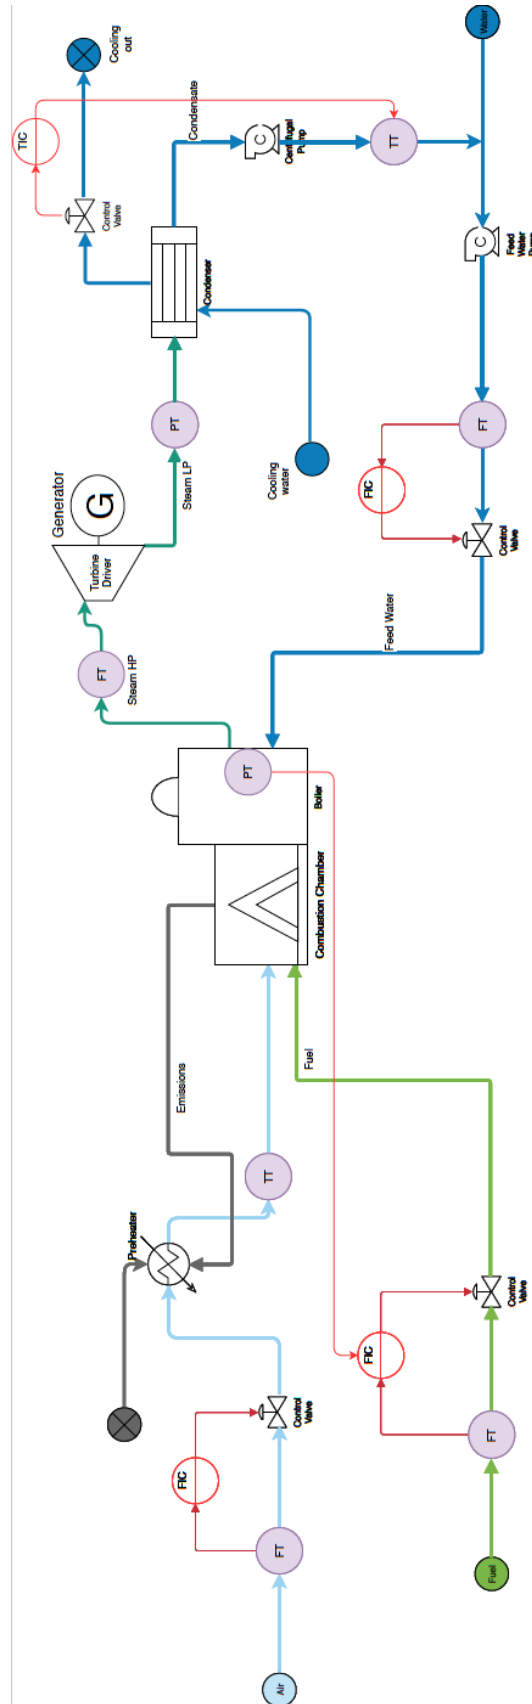 Air
FT
FIC
Control
Valve
Preheater
TT
Emissions
Fuel
FT
FIC
Control
Valve
Fuel
Combustion Chamber
Boiler
PT
FT
Steam HP
Turbine
Driver
Generator
G
Steam LP
PT
Condenser
Cooling
water
Control
Valve
TIC
Cooling
out
Condensate
C
Centifugal
Pump
TT
Water
C
Feed
Water
FT
FIC
Control
Valve
Feed Water